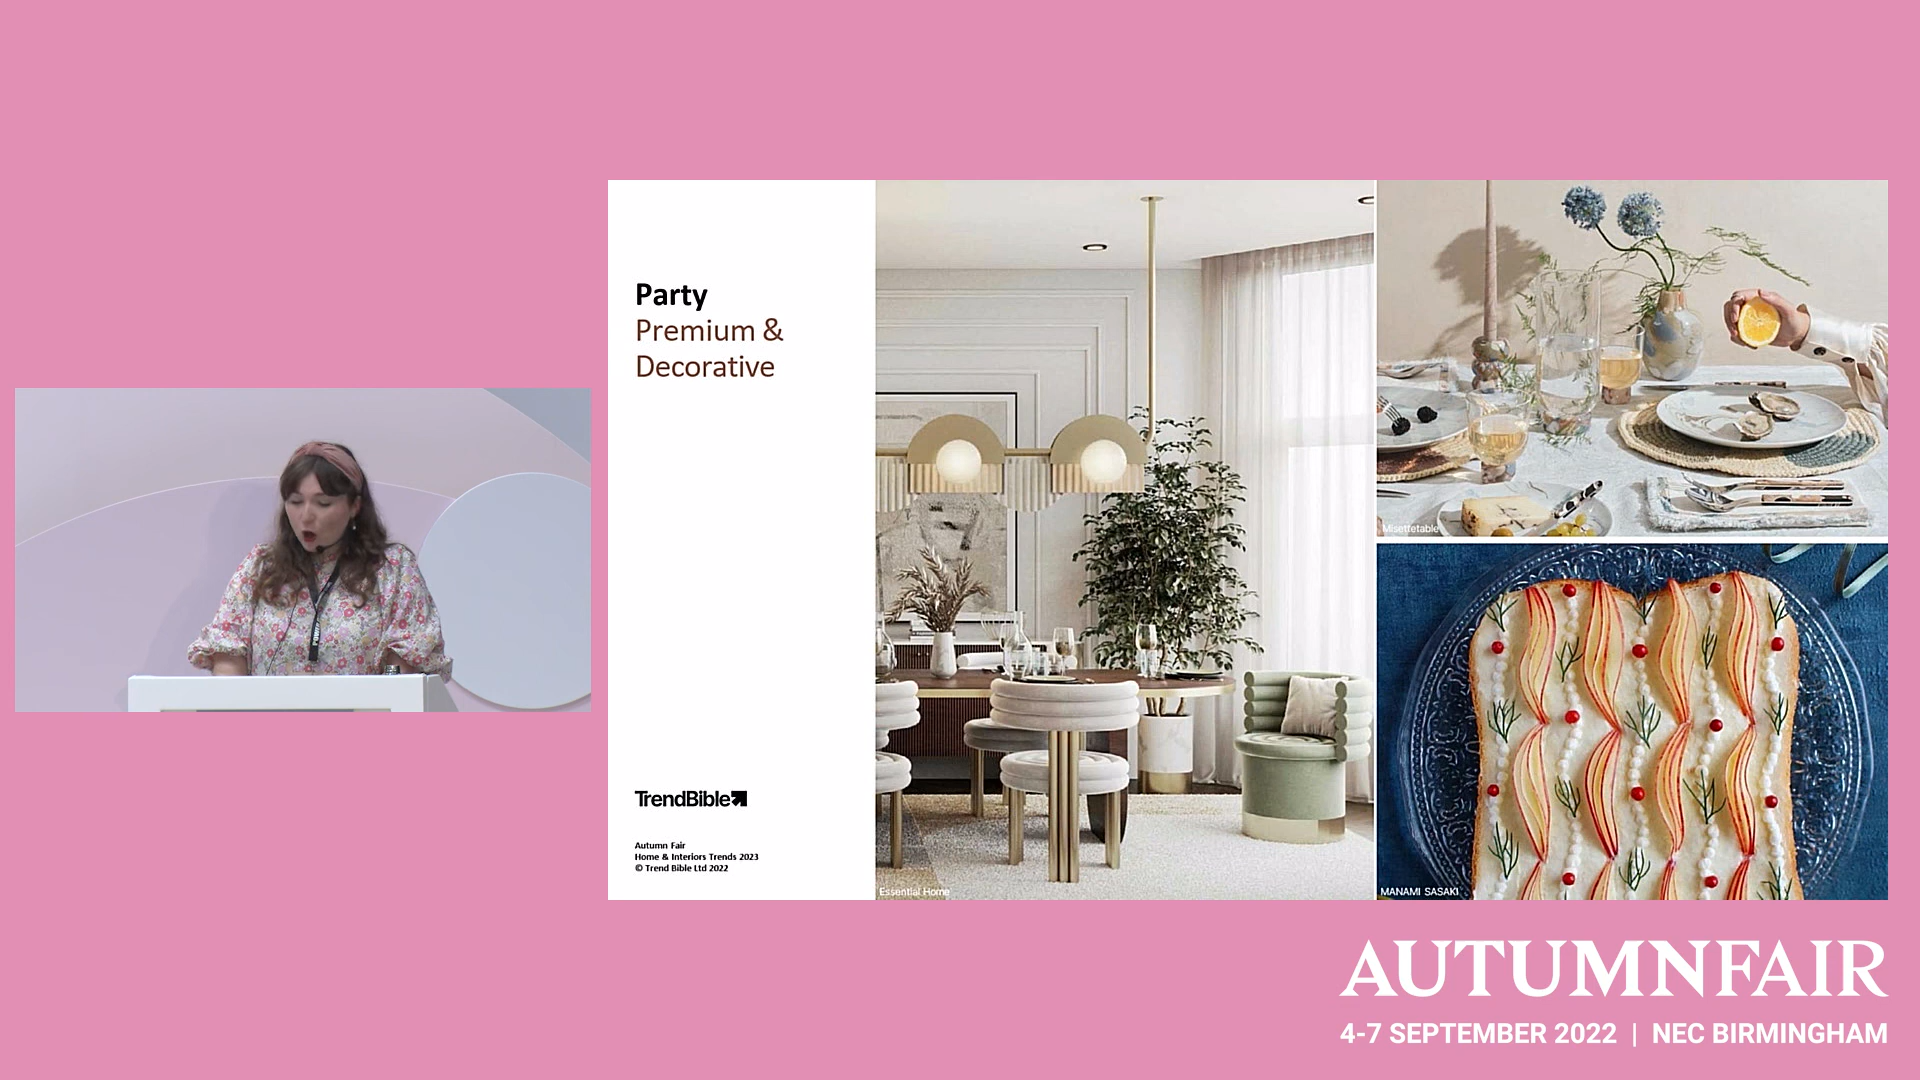 Party
Premium &
Decorative
TrendBible
Autumn Fair
Home & Interiors Trends 2023
© Trend Bible Ltd 2022
Essential Home
Misetfetable
MANAMI SASAKI
AUTUMNFAIR
4-7 SEPTEMBER 2022 | NEC BIRMINGHAM